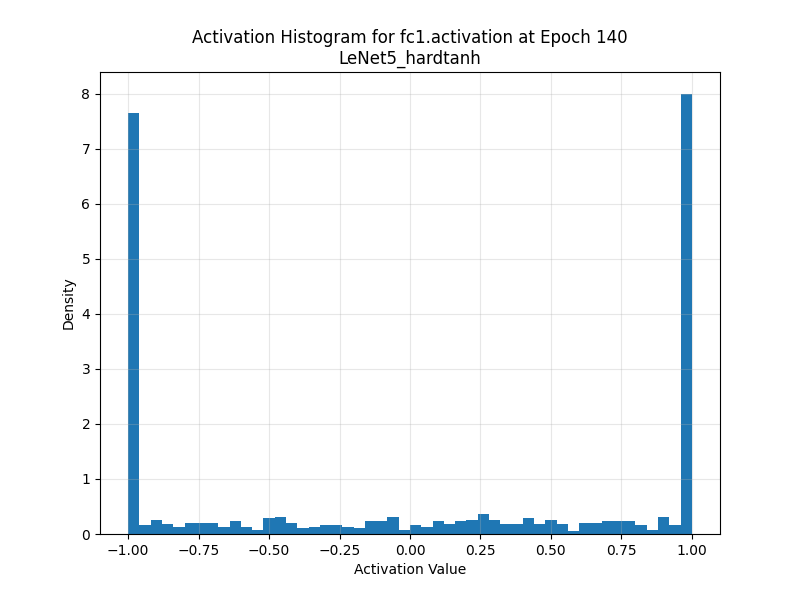 Activation Histogram for fc1.activation at Epoch 140
LeNet5_hardtanh
8
7
6
5
4
3
2
1
0
Density
−1.00 −0.75 −0.50 −0.25 0.00 0.25 0.50 0.75 1.00
Activation Value